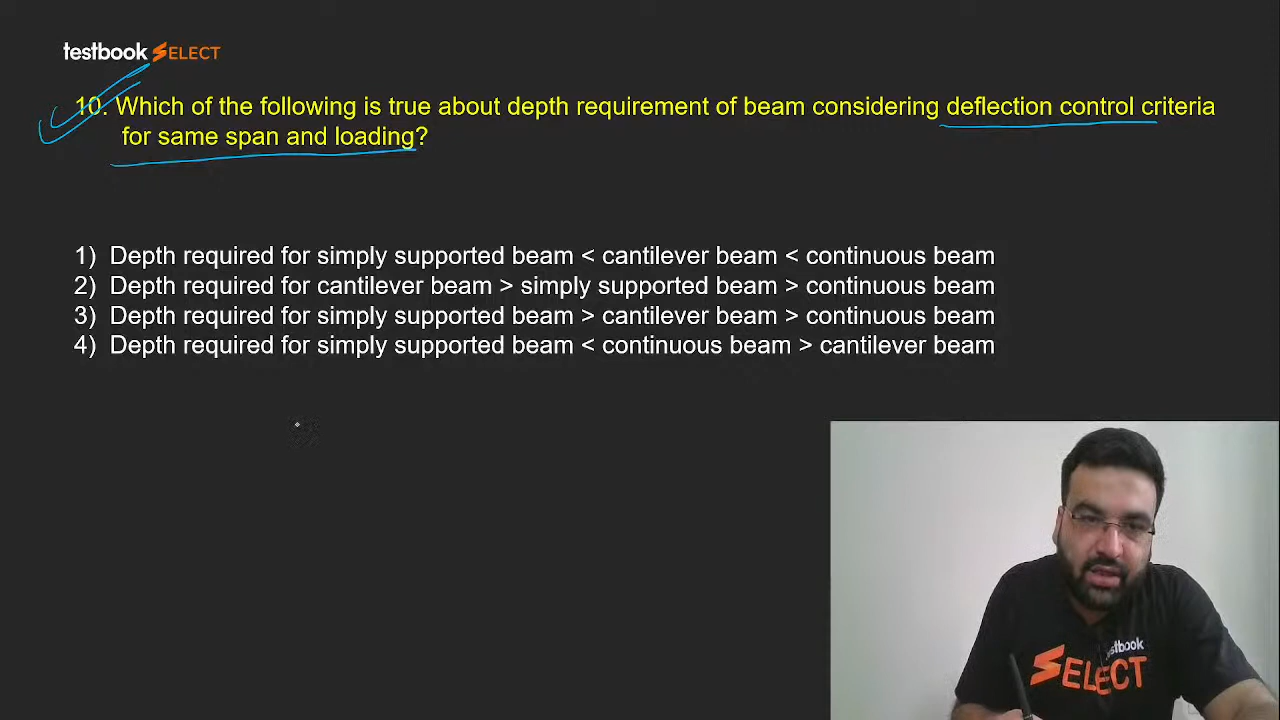 testbook SELECT
10. Which of the following is true about depth requirement of beam considering deflection control criteria
for same span and loading?
1) Depth required for simply supported beam < cantilever beam < continuous beam
2) Depth required for cantilever beam > simply supported beam > continuous beam
3) Depth required for simply supported beam > cantilever beam > continuous beam
4) Depth required for simply supported beam < continuous beam > cantilever beam
testbook
SELECT